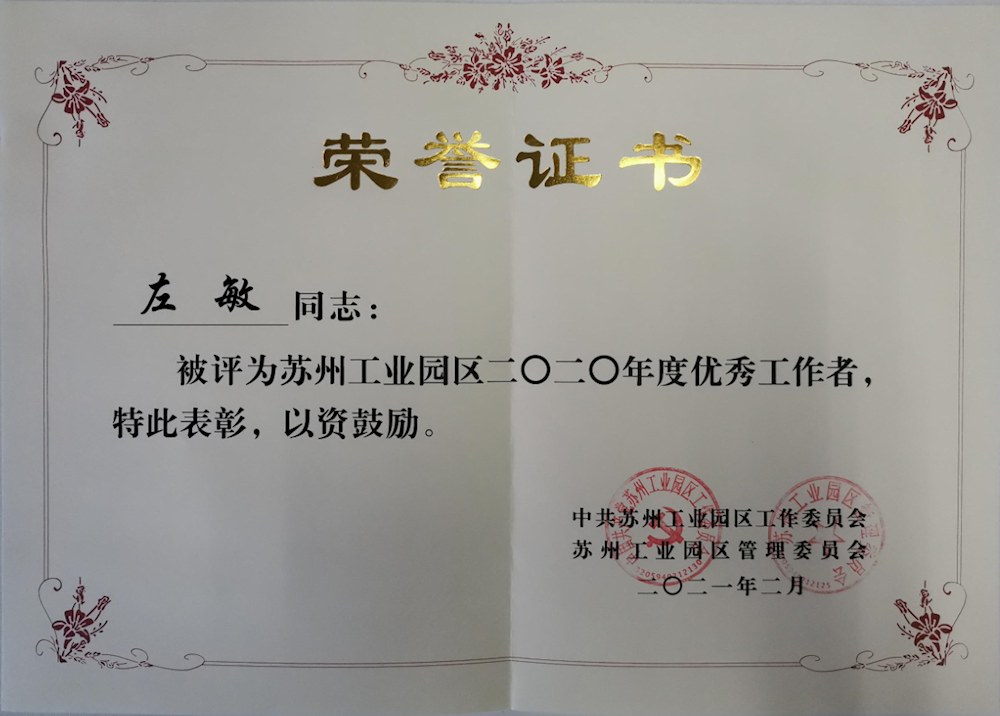 荣誉证书
左敏同志：
被评为苏州工业园区二〇二〇年度优秀工作者，
特此表彰，以资鼓励。
中共苏州工业园区工作委员会
苏州工业园区管理委员会
二〇二一年二月